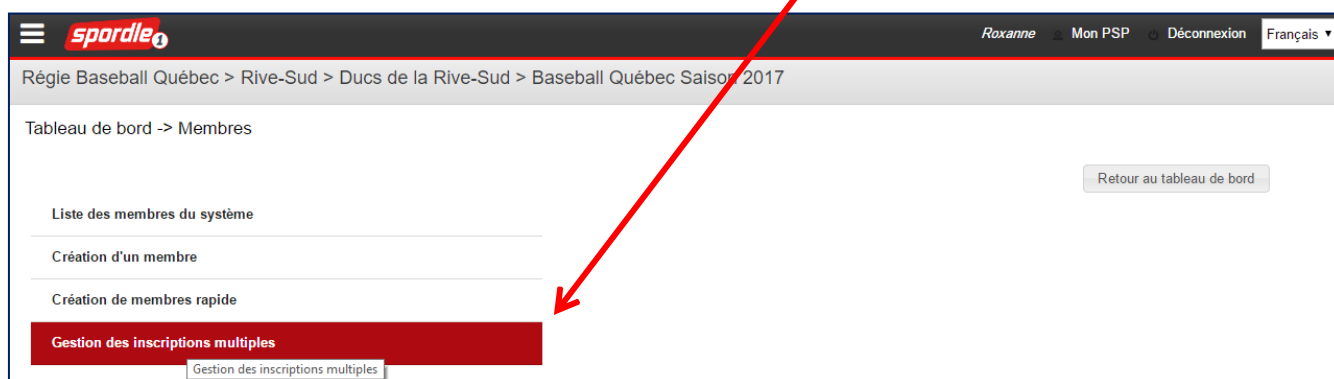 spordle1 Roxanne Mon PSP Déconnexion Français
Régie Baseball Québec > Rive-Sud > Ducs de la Rive-Sud > Baseball Québec Saison 2017
Tableau de bord -> Membres
Retour au tableau de bord
Liste des membres du système
Création d'un membre
Création de membres rapide
Gestion des inscriptions multiples
Gestion des inscriptions multiples